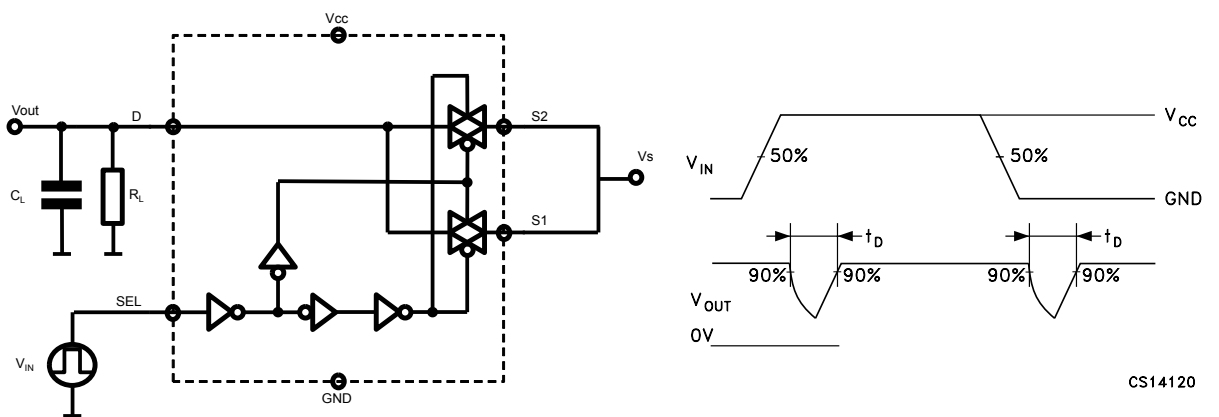 Vcc
Vout
D
S2
Vs
CL
RL
S1
SEL
VIN
GND
VCC
VIN
50%
50%
GND
tD
tD
90%
90%
90%
90%
VOUT
0V
CS14120